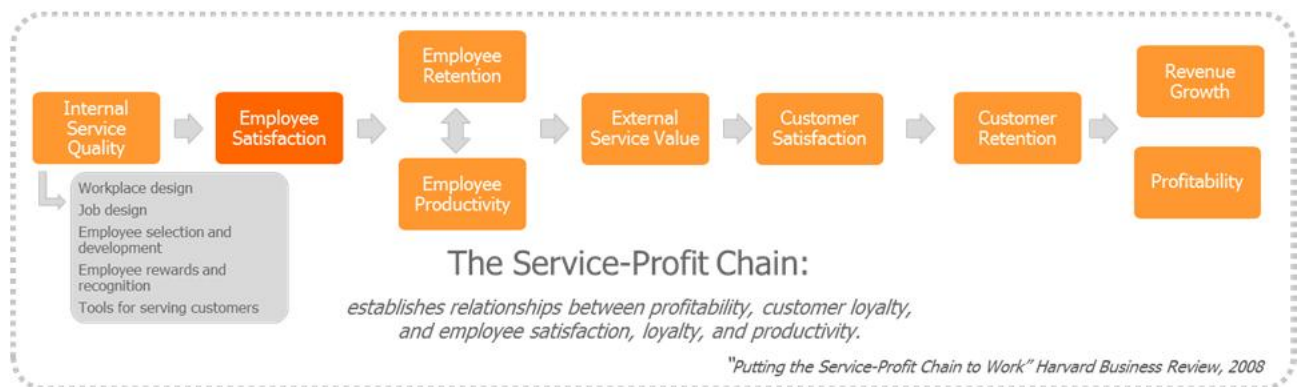 Internal
Service
Quality
Employee
Satisfaction
Employee
Retention
Employee
Productivity
External
Service Value
Customer
Satisfaction
Customer
Retention
Revenue
Growth
Profitability
Workplace design
Job design
Employee selection and
development
Employee rewards and
recognition
Tools for serving customers
The Service-Profit Chain:
establishes relationships between profitability, customer loyalty,
and employee satisfaction, loyalty, and productivity.
"Putting the Service-Profit Chain to Work" Harvard Business Review, 2008